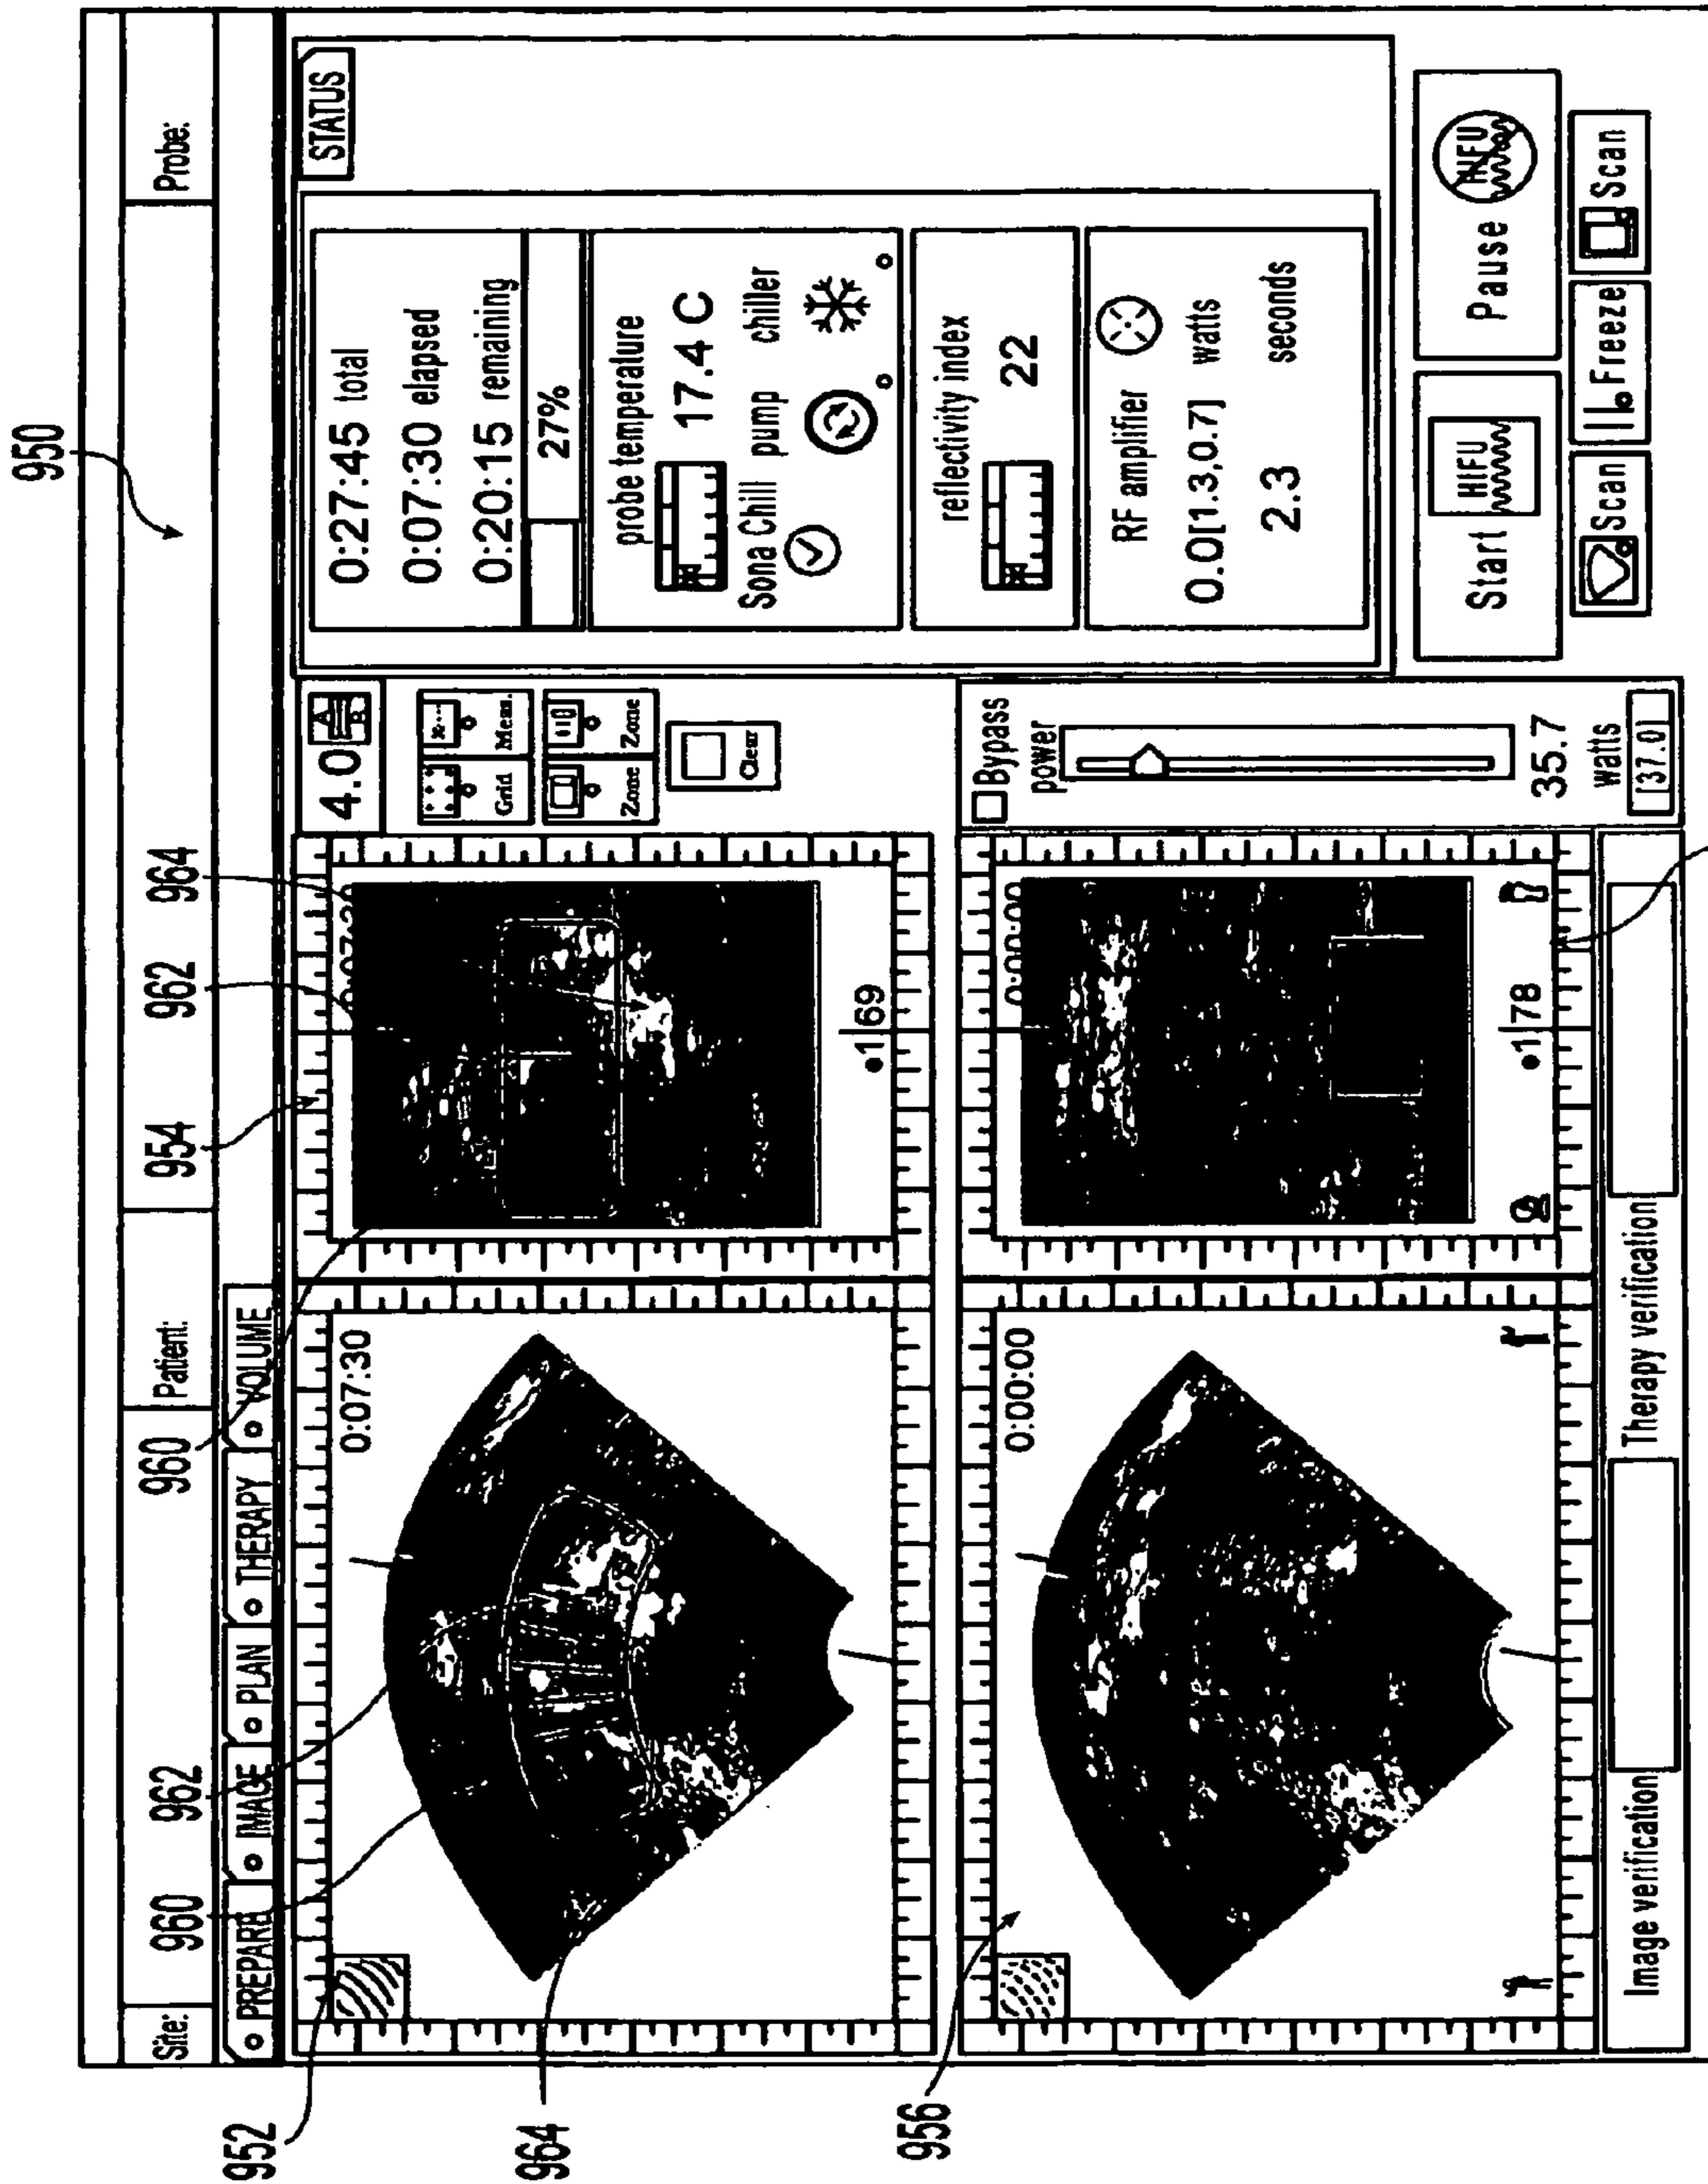 950
Site:
Patient:
Probe:
960
962
960
954
962
964
PREPARE
IMAGE
PLAN
THERAPY
VOLUME
952
964
956
0:07:30
•1|69
0:00:00
0:00:00
•1|78
4.0
A
B
Grid
Meas.
Zone
Zone
Clear
Bypass
power
35.7
watts
[37.0]
STATUS
0:27:45 total
0:07:30 elapsed
0:20:15 remaining
27%
probe temperature
17.4 C
Sona Chill pump chiller
reflectivity index
22
RF amplifier
0.0[1.3,0.7] watts
2.3 seconds
Start HIFU
Pause HIFU
Scan
Freeze
Scan
Image verification
Therapy verification